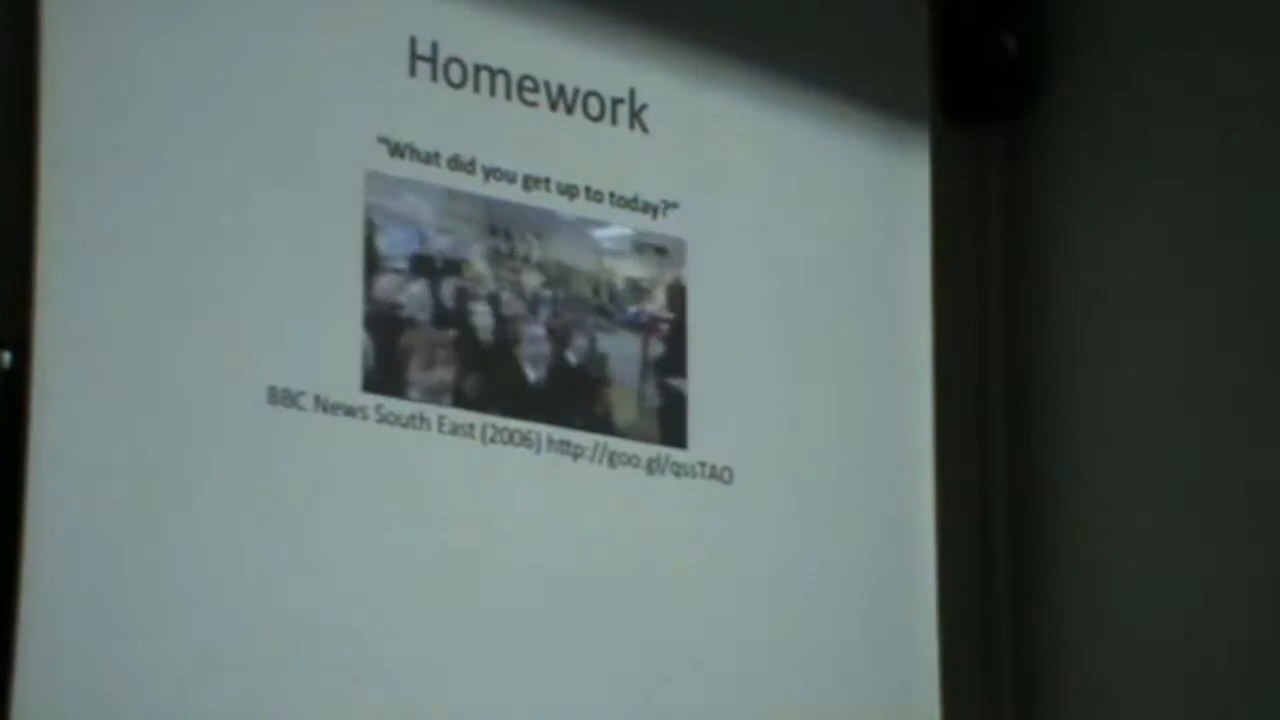 Homework
"What did you get up to today?"
BBC News South East (2006) http://goo.gl/qssTAO